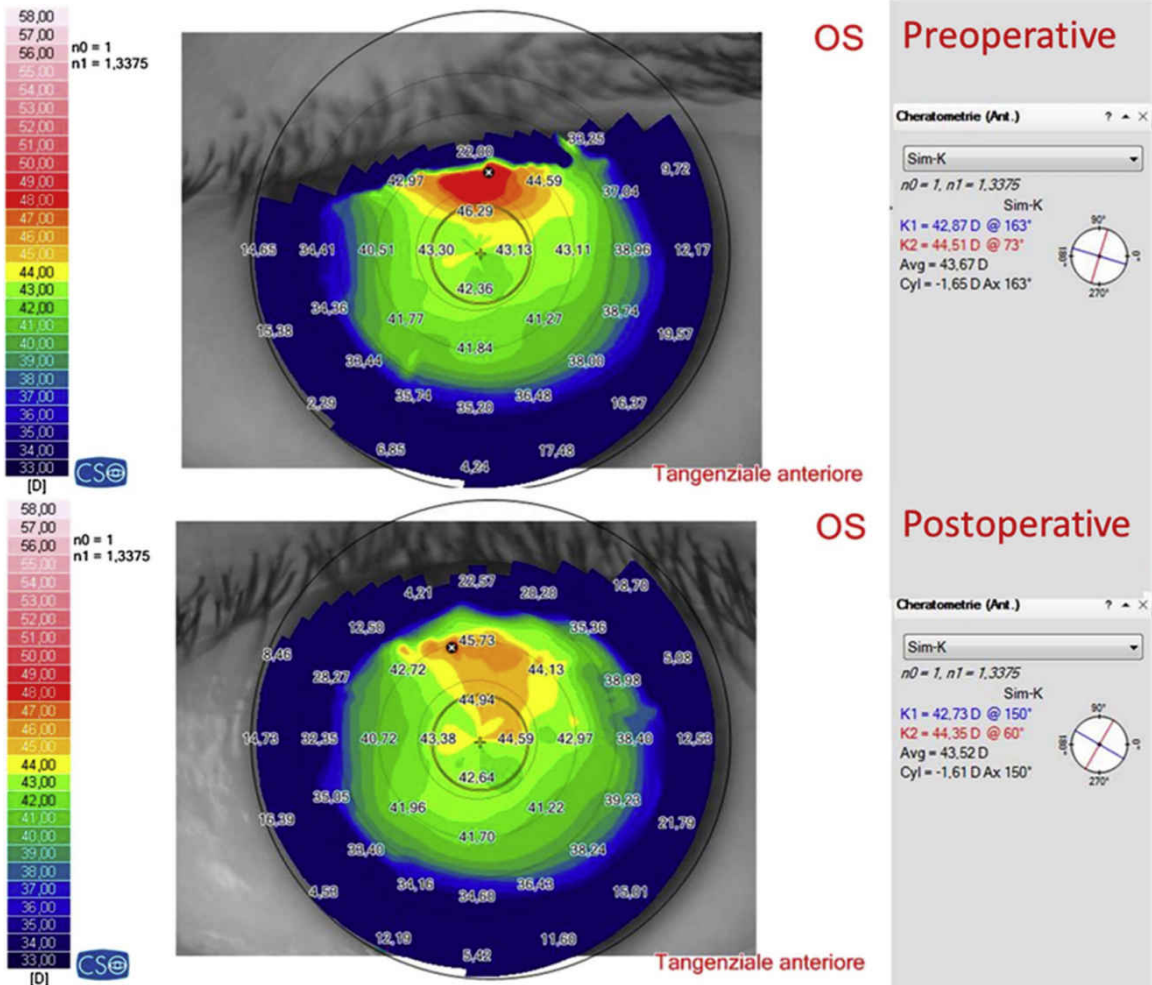 58,00
57,00
56,00
55,00
54,00
53,00
52,00
51,00
50,00
49,00
48,00
47,00
46,00
45,00
44,00
43,00
42,00
41,00
40,00
39,00
38,00
37,00
36,00
35,00
34,00
33,00
[D]
n0 = 1
n1 = 1,3375
CSO
OS
33,25
22,00
9,72
42,97 44,59
37,04
46,29
14,65 34,41 40,51 43,30 43,13 43,11 38,96 12,17
42,36
34,36 41,77 41,27 38,74
15,38 19,57
41,84
33,44 38,00
35,74 36,48
2,29 35,20 16,37
6,85 17,48
4,24
Tangenziale anteriore
Preoperative
Cheratometrie (Ant.) ? ×
Sim-K
n0 = 1, n1 = 1,3375
Sim-K
K1 = 42,87 D @ 163°
K2 = 44,51 D @ 73°
Avg = 43,67 D
Cyl = -1,65 D Ax 163°
90°
180° 0°
270°
58,00
57,00
56,00
55,00
54,00
53,00
52,00
51,00
50,00
49,00
48,00
47,00
46,00
45,00
44,00
43,00
42,00
41,00
40,00
39,00
38,00
37,00
36,00
35,00
34,00
33,00
[D]
n0 = 1
n1 = 1,3375
CSO
OS
22,57 18,78
4,21 20,20
12,50 35,36
45,73
8,46 5,08
42,72 44,13
28,27 38,98
44,94
14,73 32,35 40,72 43,38 44,59 42,97 38,40 12,53
42,64
35,05 39,23
41,96 41,22
16,39 21,79
41,70
33,40 38,24
34,16 36,43
4,53 34,60 15,01
12,19 11,60
5,42
Tangenziale anteriore
Postoperative
Cheratometrie (Ant.) ? ×
Sim-K
n0 = 1, n1 = 1,3375
Sim-K
K1 = 42,73 D @ 150°
K2 = 44,35 D @ 60°
Avg = 43,52 D
Cyl = -1,61 D Ax 150°
90°
180° 0°
270°